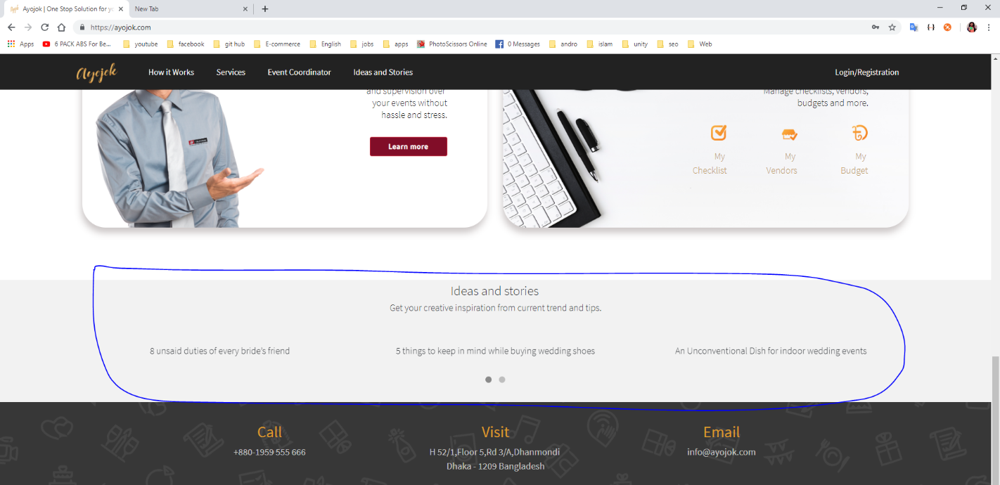 Ayojok | One Stop Solution for yo
New Tab
https://ayojok.com
Apps
6 PACK ABS For Be...
youtube
facebook
git hub
E-commerce
English
jobs
apps
PhotoScissors Online
0 Messages
andro
islam
unity
seo
Web
Ayojok
How it Works
Services
Event Coordinator
Ideas and Stories
Login/Registration
and supervision over
your events without
hassle and stress.
Learn more
Manage checklists, vendors,
budgets and more.
My
Checklist
My
Vendors
My
Budget
Ideas and stories
Get your creative inspiration from current trend and tips.
8 unsaid duties of every bride’s friend
5 things to keep in mind while buying wedding shoes
An Unconventional Dish for indoor wedding events
Call
+880-1959 555 666
Visit
H 52/1,Floor 5,Rd 3/A,Dhanmondi
Dhaka - 1209 Bangladesh
Email
info@ayojok.com